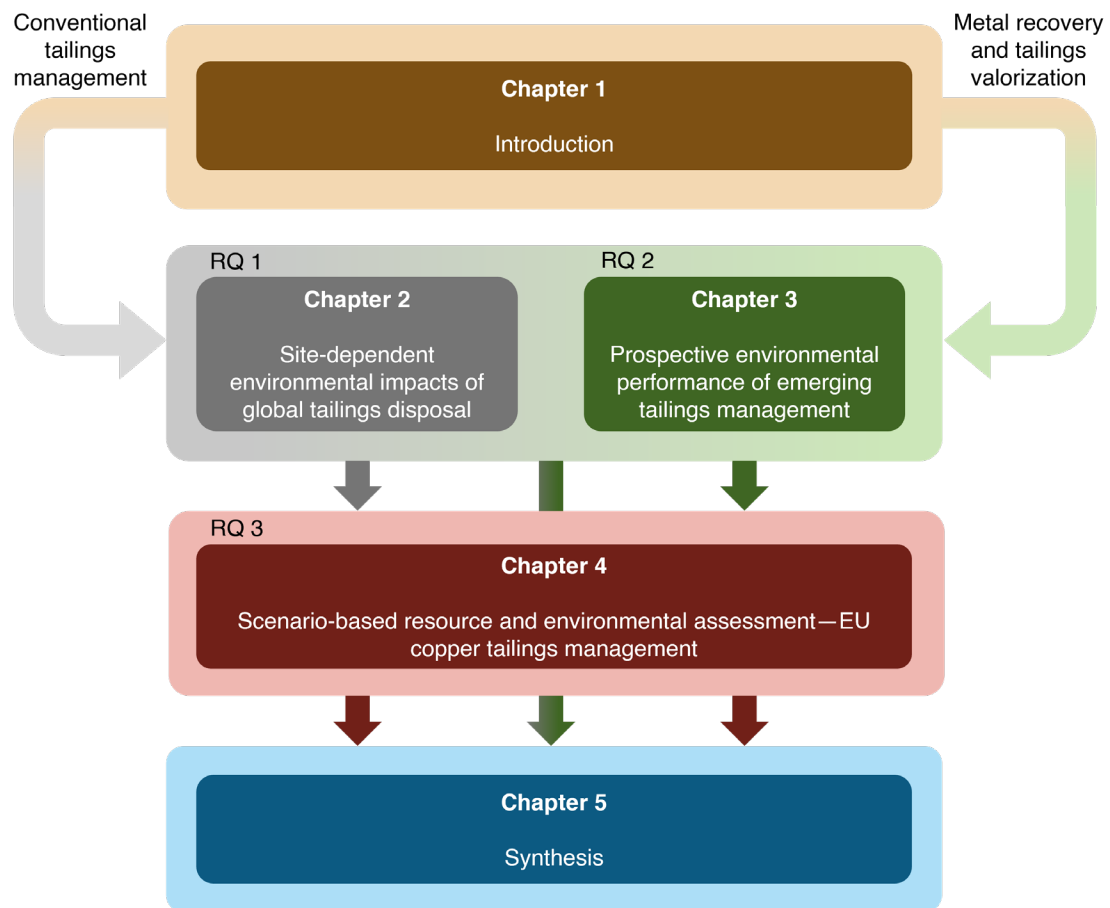 Conventional
tailings
management
Metal recovery
and tailings
valorization
Chapter 1
Introduction
RQ 1
Chapter 2
Site-dependent
environmental impacts of
global tailings disposal
RQ 2
Chapter 3
Prospective environmental
performance of emerging
tailings management
RQ 3
Chapter 4
Scenario-based resource and environmental assessment—EU
copper tailings management
Chapter 5
Synthesis